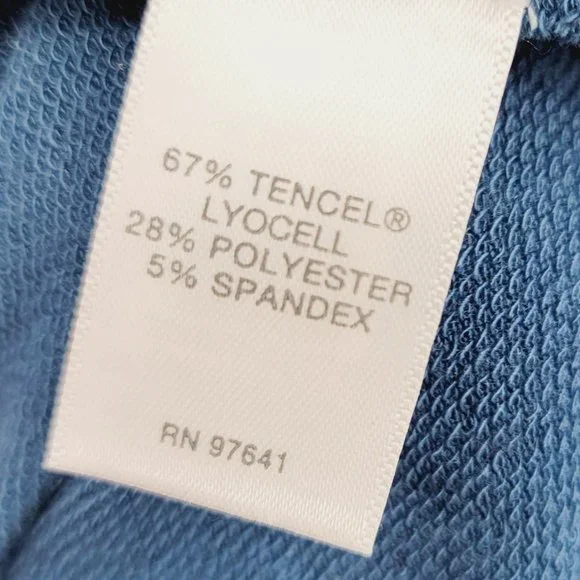 67% TENCEL®
LYOCELL
28% POLYESTER
5% SPANDEX
RN 97641